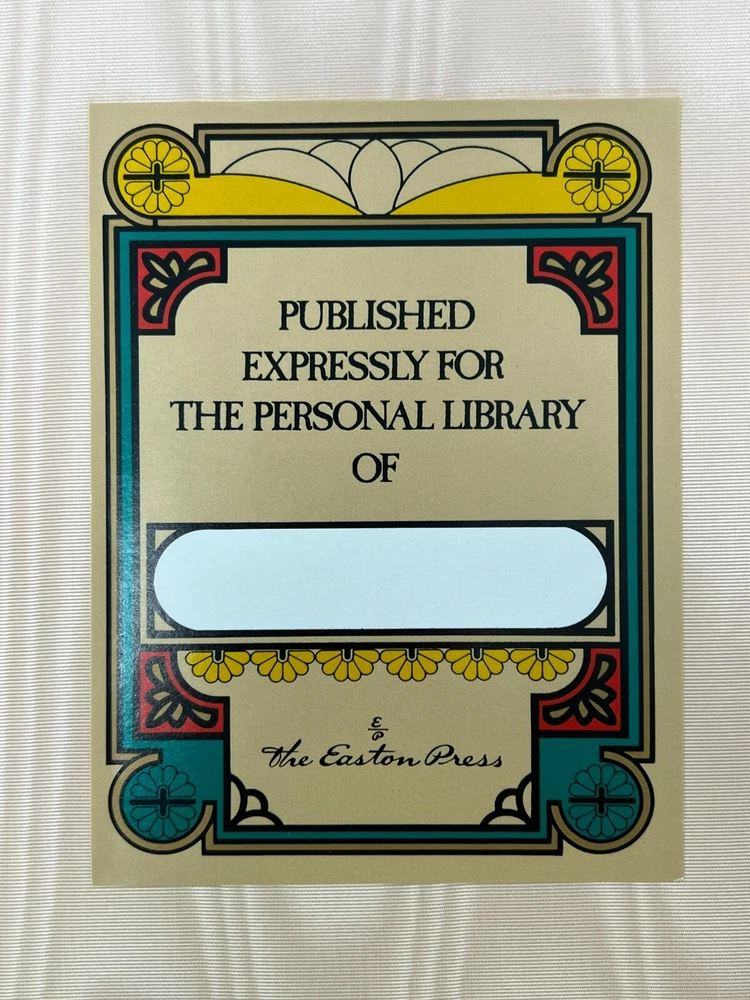 PUBLISHED
EXPRESSLY FOR
THE PERSONAL LIBRARY
OF
E
P
The Easton Press